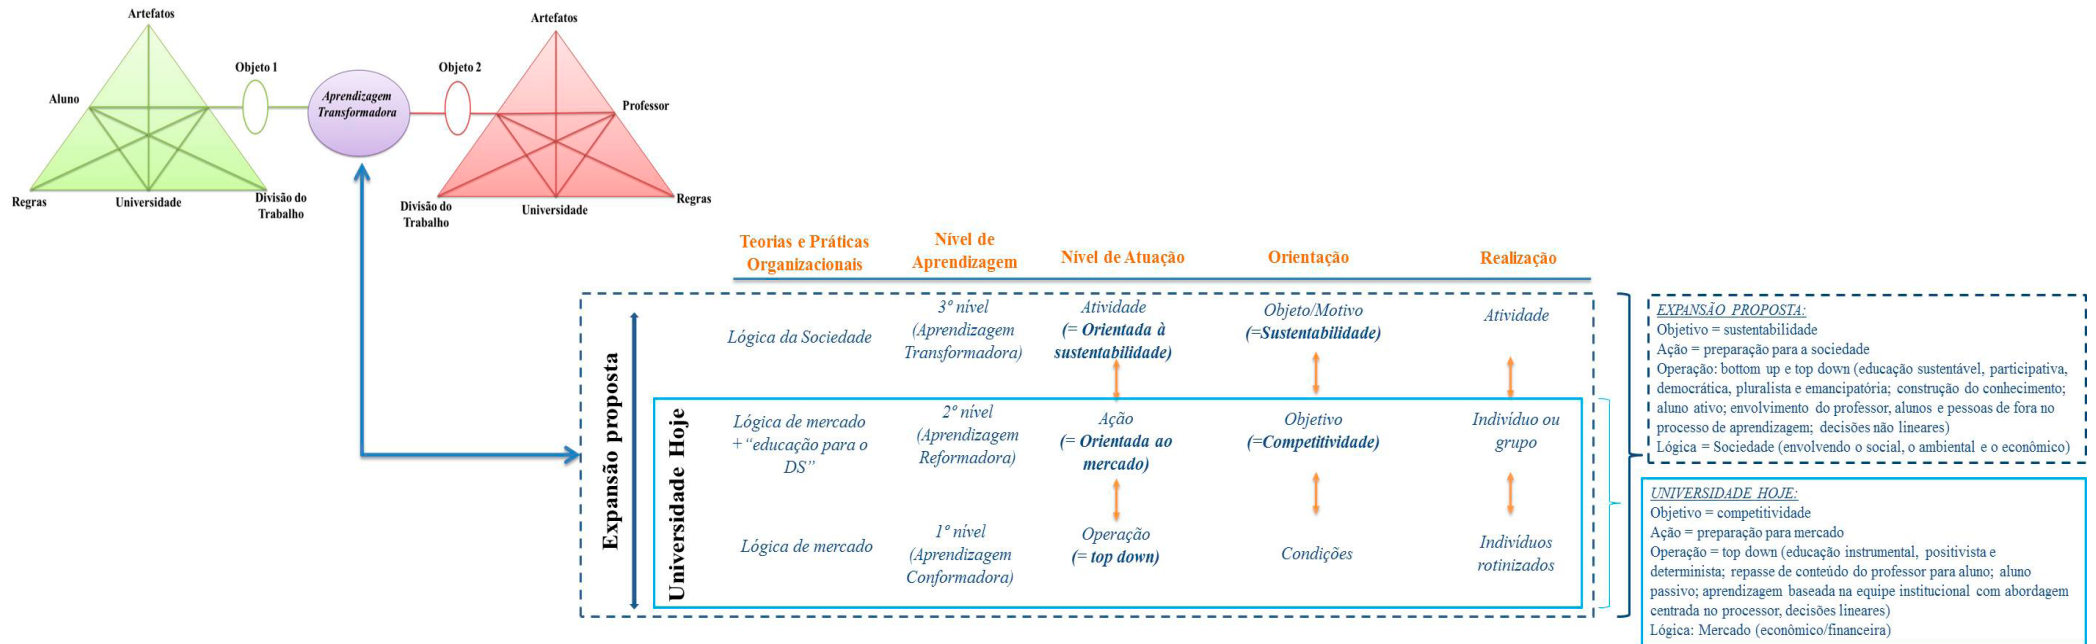 Artefatos
Objeto 1
Aluno
Regras
Universidade
Divisão do
Trabalho
Aprendizagem
Transformadora
Artefatos
Objeto 2
Professor
Divisão do
Trabalho
Universidade
Regras
Teorias e Práticas
Organizacionais
Nível de
Aprendizagem
Nível de Atuação
Orientação
Realização
Expansão proposta
Lógica da Sociedade
3º nível
(Aprendizagem
Transformadora)
Atividade
(= Orientada à
sustentabilidade)
Objeto/Motivo
(=Sustentabilidade)
Atividade
Universidade Hoje
Lógica de mercado
+“educação para o
DS”
2º nível
(Aprendizagem
Reformadora)
Ação
(= Orientada ao
mercado)
Objetivo
(=Competitividade)
Indivíduo ou
grupo
Lógica de mercado
1º nível
(Aprendizagem
Conformadora)
Operação
(= top down)
Condições
Indivíduos
rotinizados
EXPANSÃO PROPOSTA:
Objetivo = sustentabilidade
Ação = preparação para a sociedade
Operação: bottom up e top down (educação sustentável, participativa,
democrática, pluralista e emancipatória; construção do conhecimento;
aluno ativo; envolvimento do professor, alunos e pessoas de fora no
processo de aprendizagem; decisões não lineares)
Lógica = Sociedade (envolvendo o social, o ambiental e o econômico)
UNIVERSIDADE HOJE:
Objetivo = competitividade
Ação = preparação para mercado
Operação = top down (educação instrumental, positivista e
determinista; repasse de conteúdo do professor para aluno; aluno
passivo; aprendizagem baseada na equipe institucional com abordagem
centrada no processor, decisões lineares)
Lógica: Mercado (econômico/financeira)